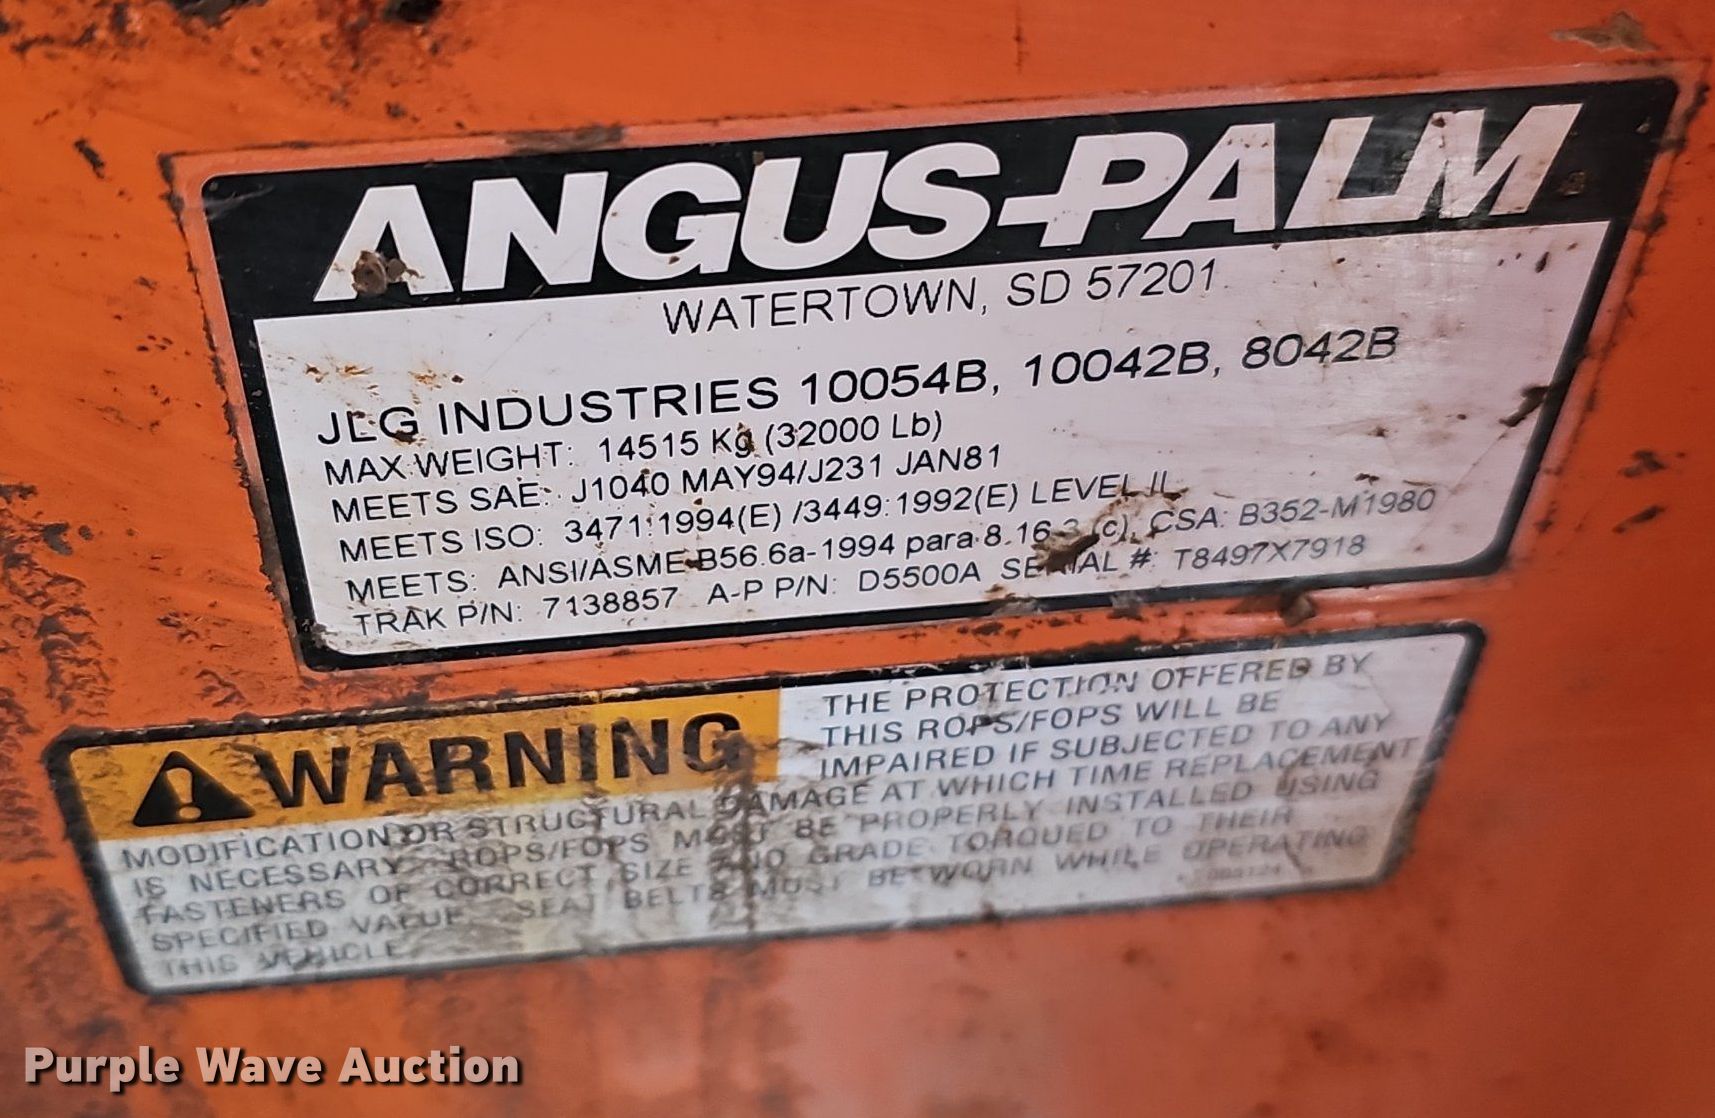 ANGUS-PALM
WATERTOWN, SD 57201
JLG INDUSTRIES 10054B, 10042B, 8042B
MAX WEIGHT: 14515 Kg (32000 Lb)
MEETS SAE: J1040 MAY94/J231 JAN81
MEETS ISO: 3471:1994(E) /3449:1992(E) LEVEL II
MEETS: ANSI/ASME B56.6a-1994 para 8.16.3 (c), CSA: B352-M1980
TRAK P/N: 7138857 A-P P/N: D5500A SERIAL #: T8497X7918
WARNING
THE PROTECTION OFFERED BY
THIS ROPS/FOPS WILL BE
IMPAIRED IF SUBJECTED TO ANY
MODIFICATION OR STRUCTURAL DAMAGE AT WHICH TIME REPLACEMENT
IS NECESSARY ROPS/FOPS MUST BE PROPERLY INSTALLED USING
FASTENERS OF CORRECT SIZE AND GRADE TORQUED TO THEIR
SPECIFIED VALUE SEAT BELTS MUST BE WORN WHILE OPERATING
THIS VEHICLE
Purple Wave Auction